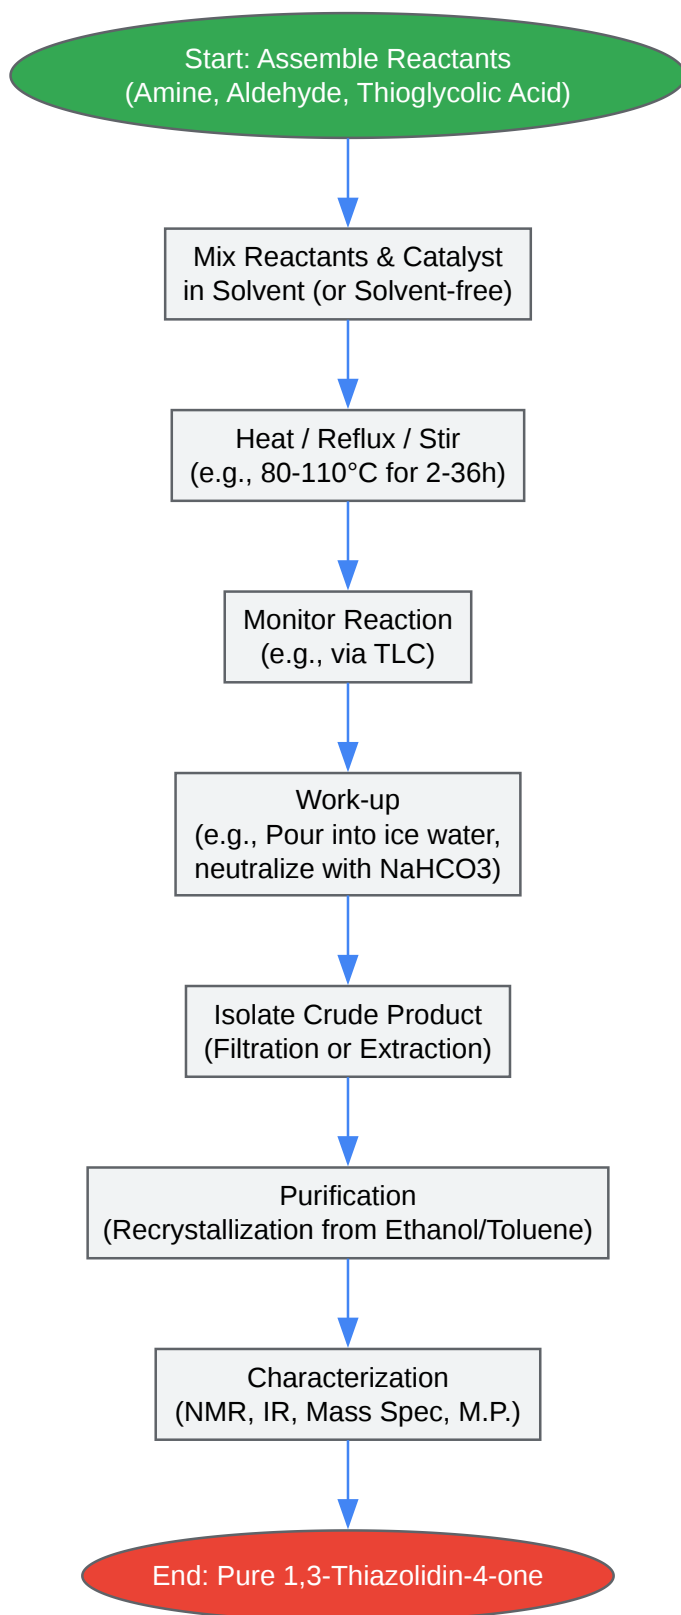 Start: Assemble Reactants
(Amine, Aldehyde, Thioglycolic Acid)
Mix Reactants & Catalyst
in Solvent (or Solvent-free)
Heat / Reflux / Stir
(e.g., 80-110°C for 2-36h)
Monitor Reaction
(e.g., via TLC)
Work-up
(e.g., Pour into ice water,
neutralize with NaHCO3)
Isolate Crude Product
(Filtration or Extraction)
Purification
(Recrystallization from Ethanol/Toluene)
Characterization
(NMR, IR, Mass Spec, M.P.)
End: Pure 1,3-Thiazolidin-4-one